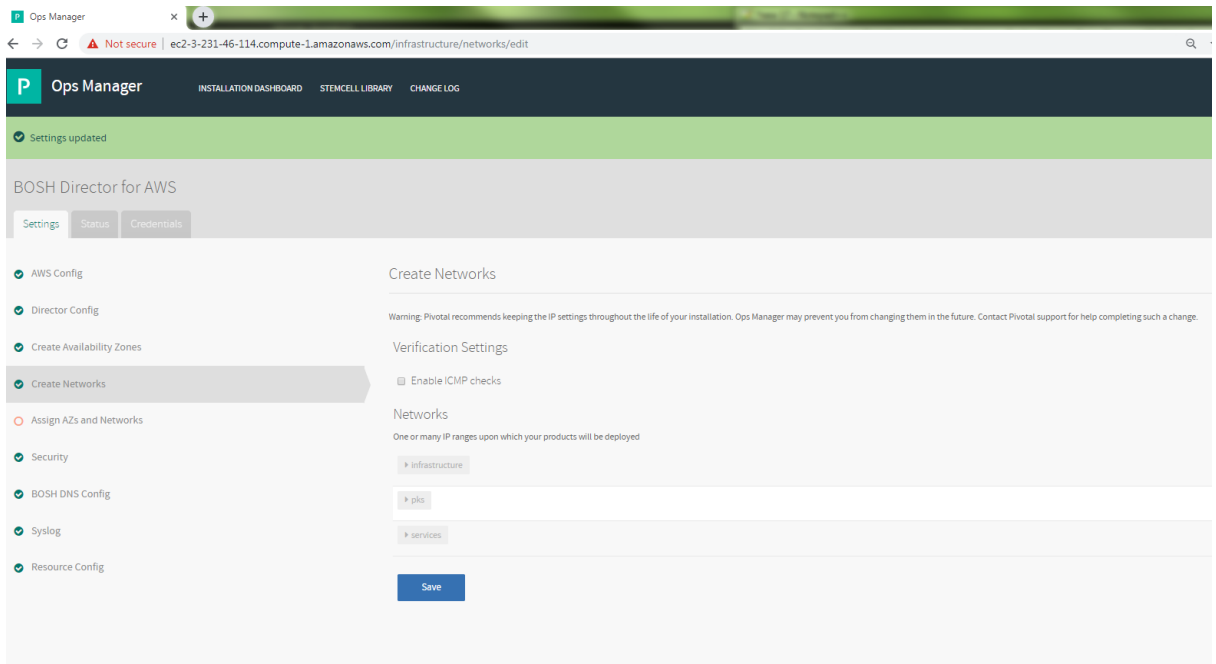 P Ops Manager × +
Not secure | ec2-3-231-46-114.compute-1.amazonaws.com/infrastructure/networks/edit
P Ops Manager INSTALLATION DASHBOARD STEMCELL LIBRARY CHANGE LOG
Settings updated
BOSH Director for AWS
Settings Status Credentials
AWS Config
Director Config
Create Availability Zones
Create Networks
Assign AZs and Networks
Security
BOSH DNS Config
Syslog
Resource Config
Create Networks
Warning: Pivotal recommends keeping the IP settings throughout the life of your installation. Ops Manager may prevent you from changing them in the future. Contact Pivotal support for help completing such a change.
Verification Settings
Enable ICMP checks
Networks
One or many IP ranges upon which your products will be deployed
infrastructure
pks
services
Save